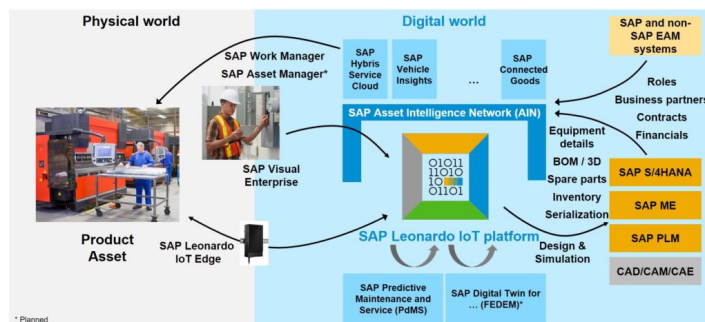 Physical world
Digital world
SAP Work Manager
SAP Asset Manager*
SAP
Hybris
Service
Cloud
SAP
Vehicle
Insights
...
SAP
Connected
Goods
SAP and non-
SAP EAM
systems
SAP Asset Intelligence Network (AIN)
Roles
Business partners
Contracts
Financials
Equipment
details
BOM / 3D
Spare parts
Inventory
Serialization
01011
11010
10
01101
SAP Visual
Enterprise
Product
Asset
SAP Leonardo
IoT Edge
SAP Leonardo IoT platform
Design &
Simulation
SAP S/4HANA
SAP ME
SAP PLM
CAD/CAM/CAE
SAP Predictive
Maintenance and
Service (PdMS)
SAP Digital Twin for
... (FEDEM)*
* Planned